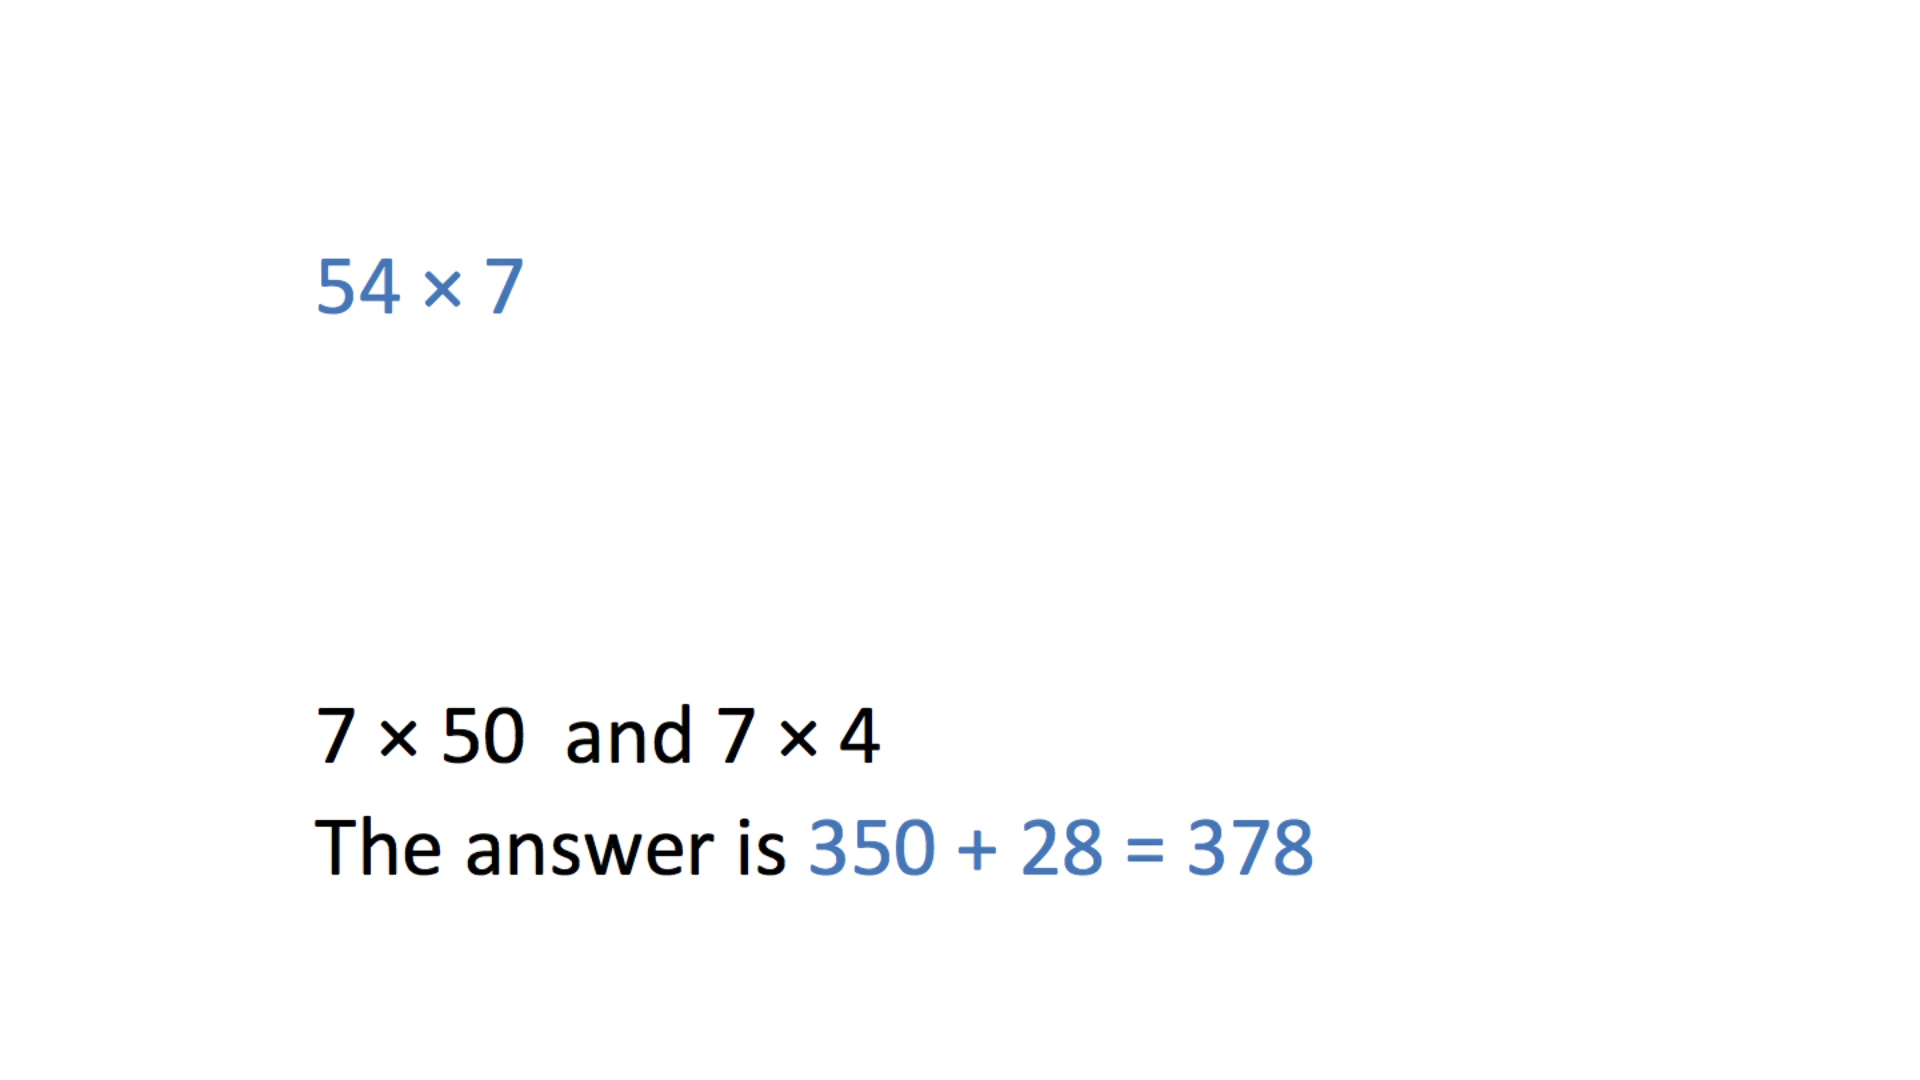 54 × 7
7 × 50  and 7 × 4
The answer is 350 + 28 = 378